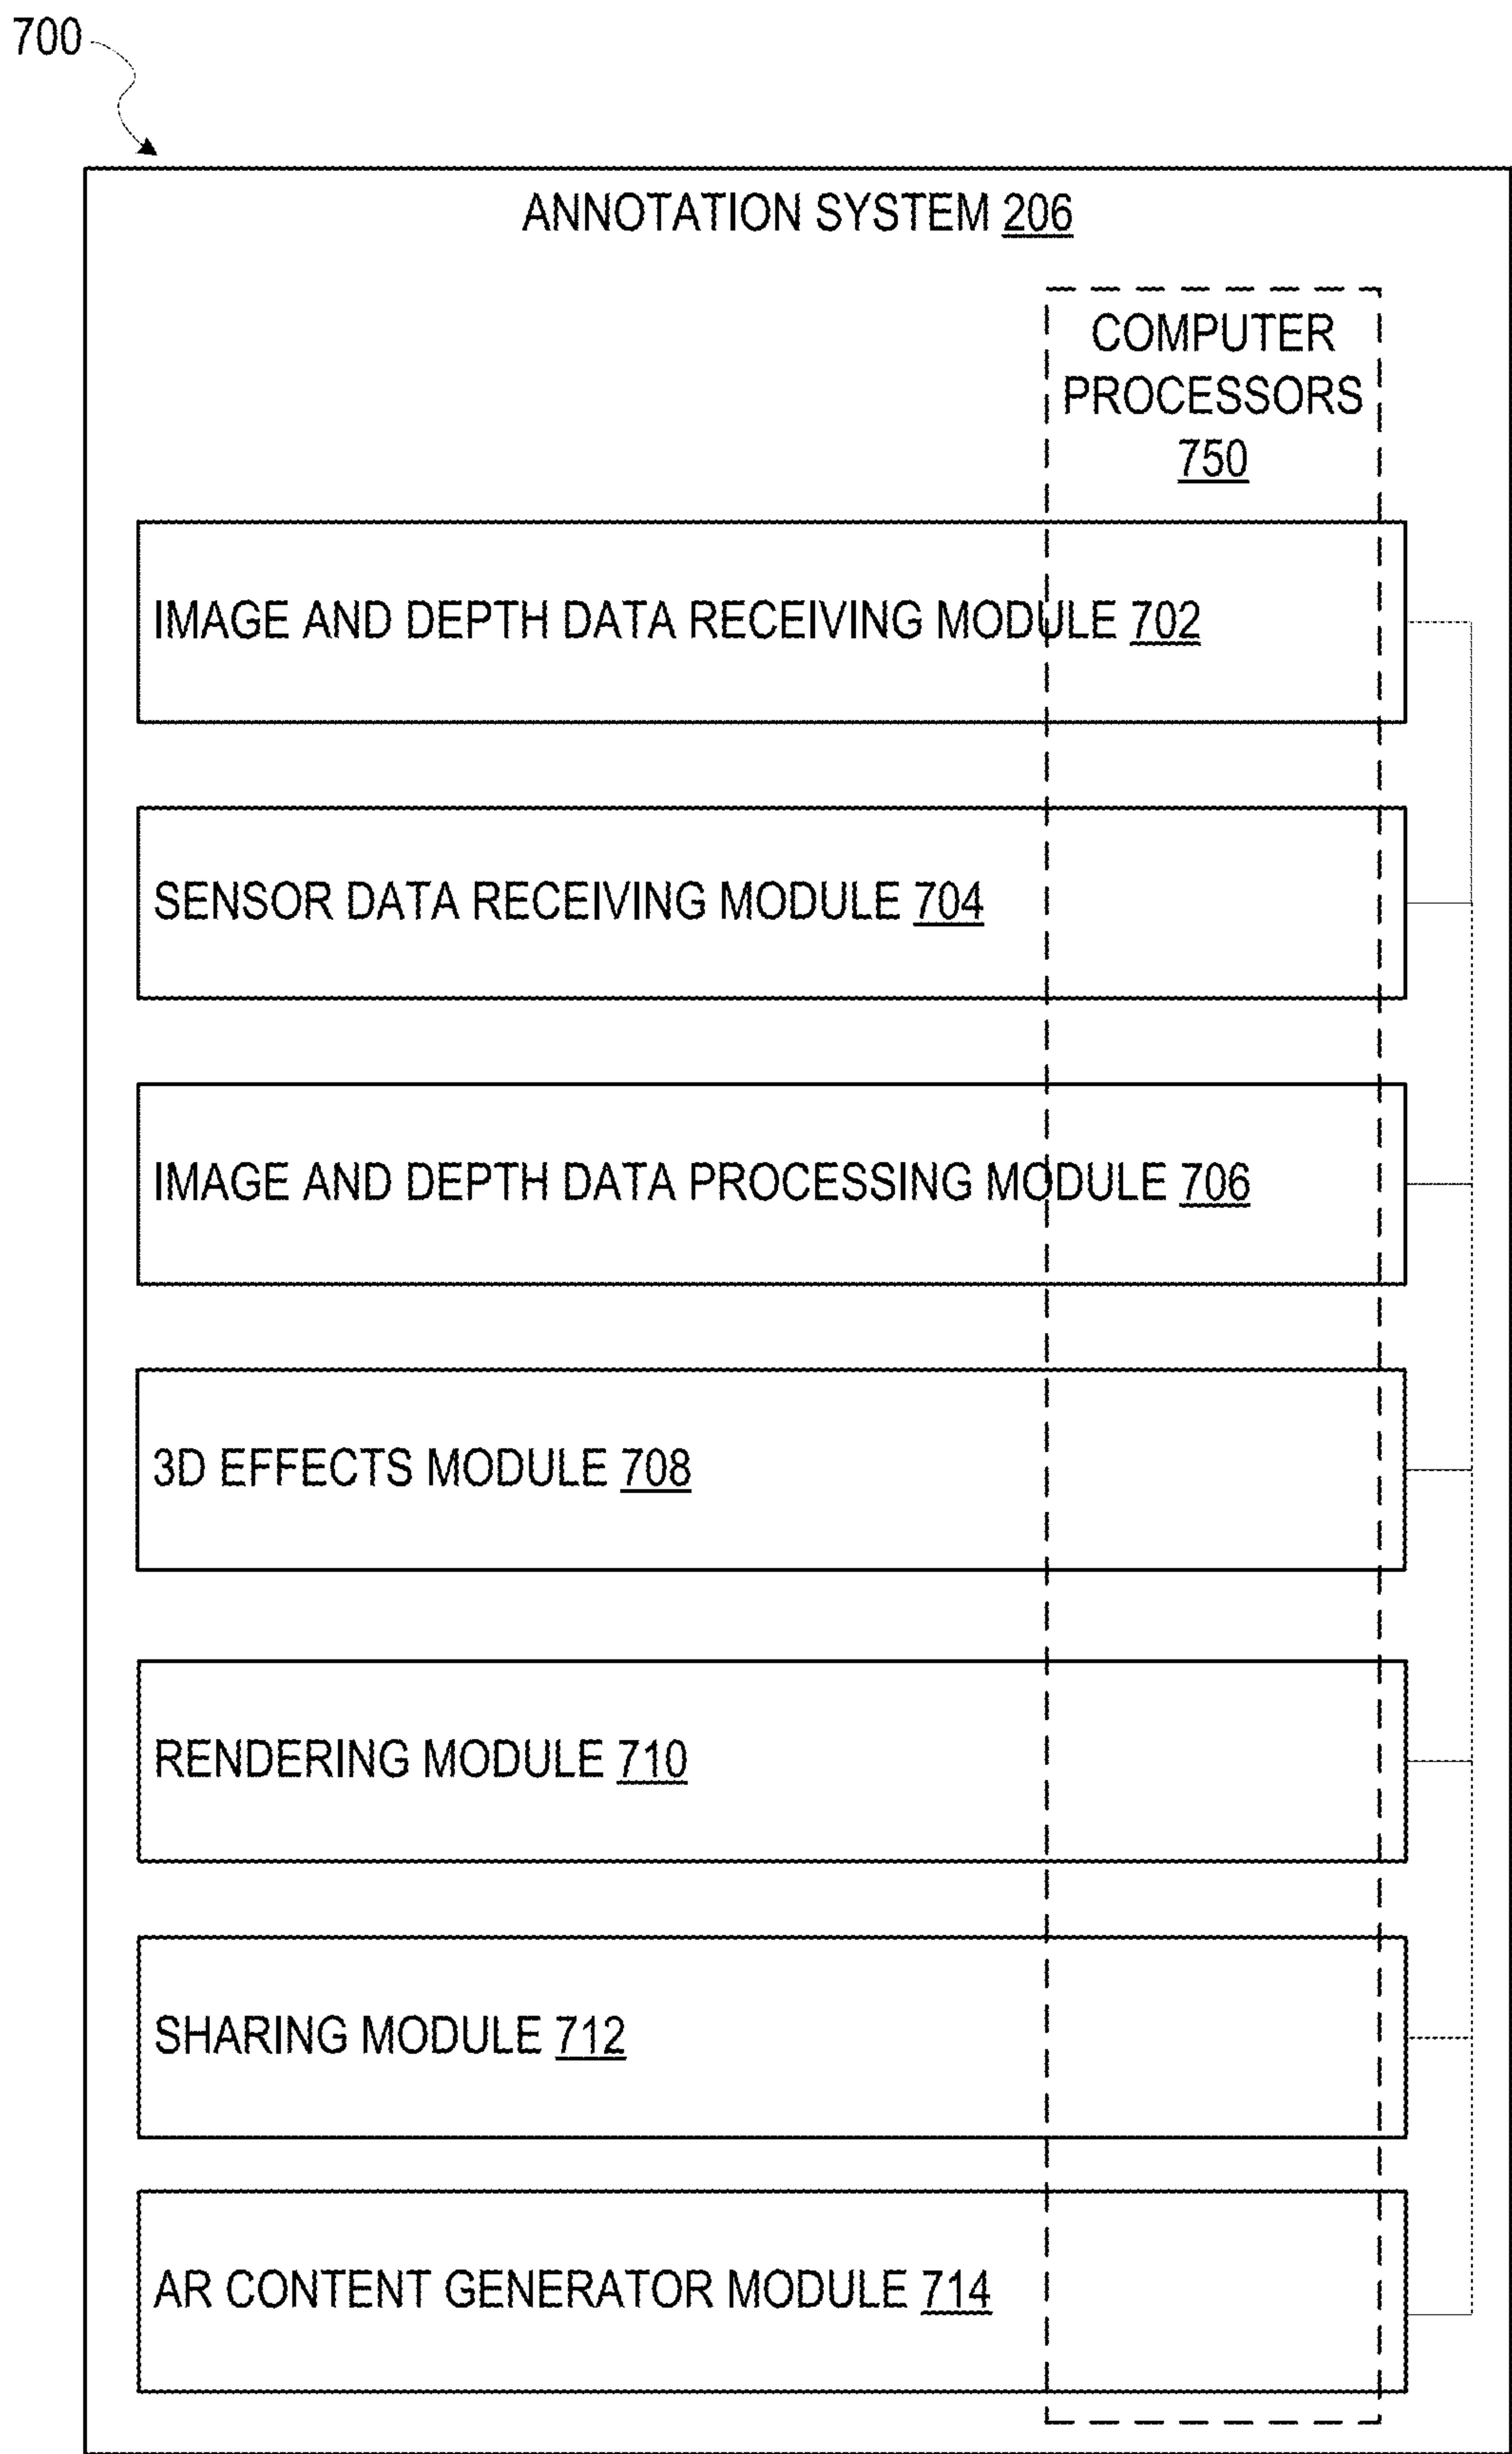 700
ANNOTATION SYSTEM 206
COMPUTER
PROCESSORS
750
IMAGE AND DEPTH DATA RECEIVING MODULE 702
SENSOR DATA RECEIVING MODULE 704
IMAGE AND DEPTH DATA PROCESSING MODULE 706
3D EFFECTS MODULE 708
RENDERING MODULE 710
SHARING MODULE 712
AR CONTENT GENERATOR MODULE 714